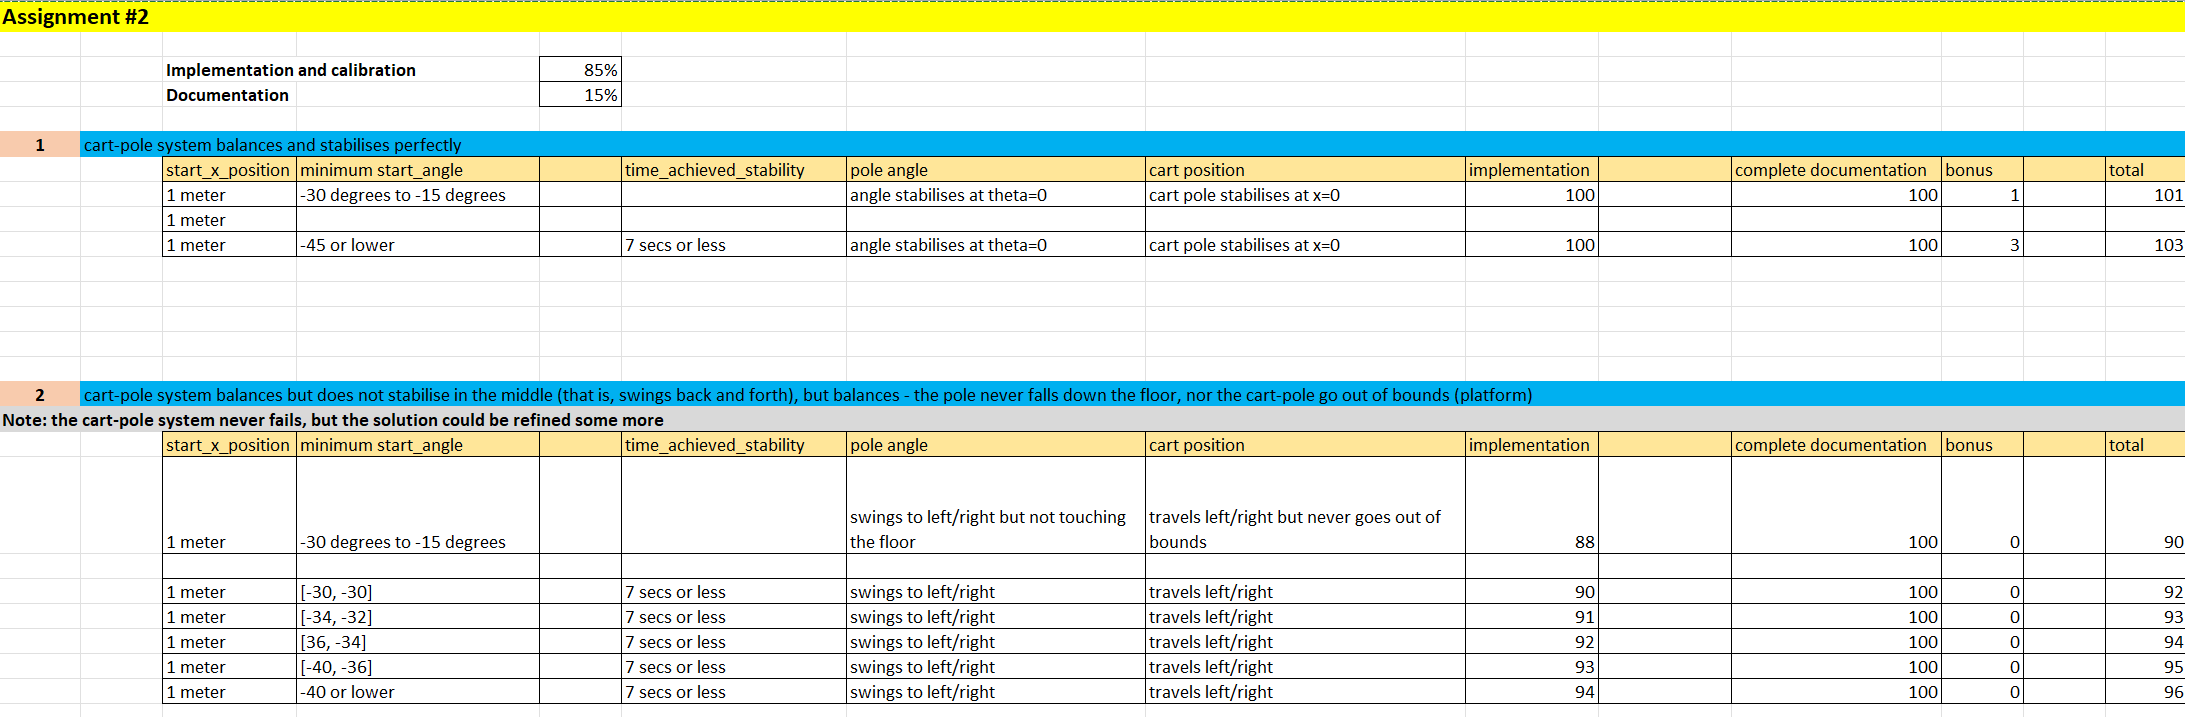 Assignment #2
Implementation and calibration 85%
Documentation 15%
1 cart-pole system balances and stabilises perfectly
start_x_position minimum start_angle time_achieved_stability pole angle cart position implementation complete documentation bonus total
1 meter -30 degrees to -15 degrees angle stabilises at theta=0 cart pole stabilises at x=0 100 100 1 101
1 meter
1 meter -45 or lower 7 secs or less angle stabilises at theta=0 cart pole stabilises at x=0 100 100 3 103
2 cart-pole system balances but does not stabilise in the middle (that is, swings back and forth), but balances - the pole never falls down the floor, nor the cart-pole go out of bounds (platform)
Note: the cart-pole system never fails, but the solution could be refined some more
start_x_position minimum start_angle time_achieved_stability pole angle cart position implementation complete documentation bonus total
swings to left/right but not touching travels left/right but never goes out of
1 meter -30 degrees to -15 degrees the floor bounds 88 100 0 90
1 meter [-30, -30] 7 secs or less swings to left/right travels left/right 90 100 0 92
1 meter [-34, -32] 7 secs or less swings to left/right travels left/right 91 100 0 93
1 meter [36, -34] 7 secs or less swings to left/right travels left/right 92 100 0 94
1 meter [-40, -36] 7 secs or less swings to left/right travels left/right 93 100 0 95
1 meter -40 or lower 7 secs or less swings to left/right travels left/right 94 100 0 96